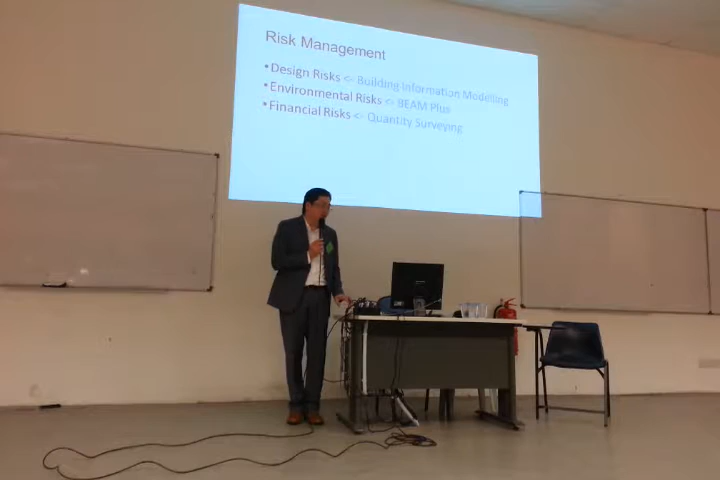 Risk Management
•Design Risks <- Building Information Modelling
•Environmental Risks <- BEAM Plus
•Financial Risks <- Quantity Surveying